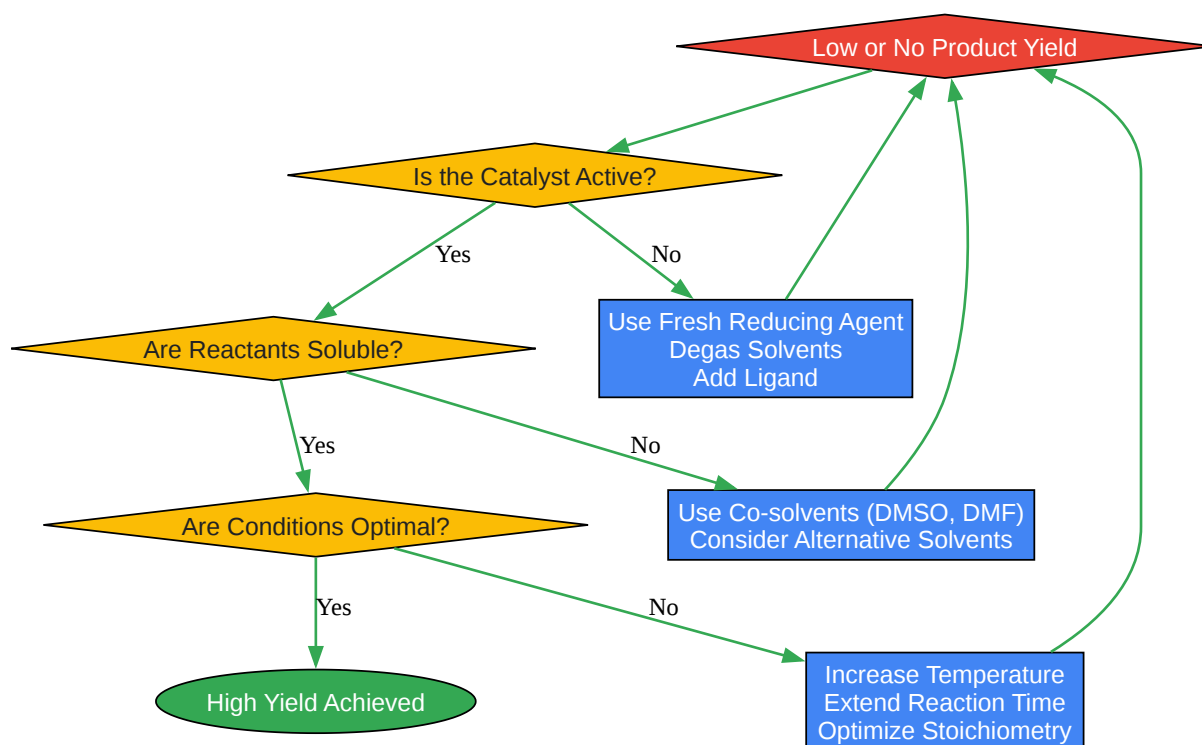 Low or No Product Yield
Is the Catalyst Active?
Yes
No
Use Fresh Reducing Agent
Degas Solvents
Add Ligand
Are Reactants Soluble?
Yes
No
Use Co-solvents (DMSO, DMF)
Consider Alternative Solvents
Are Conditions Optimal?
Yes
No
Increase Temperature
Extend Reaction Time
Optimize Stoichiometry
High Yield Achieved